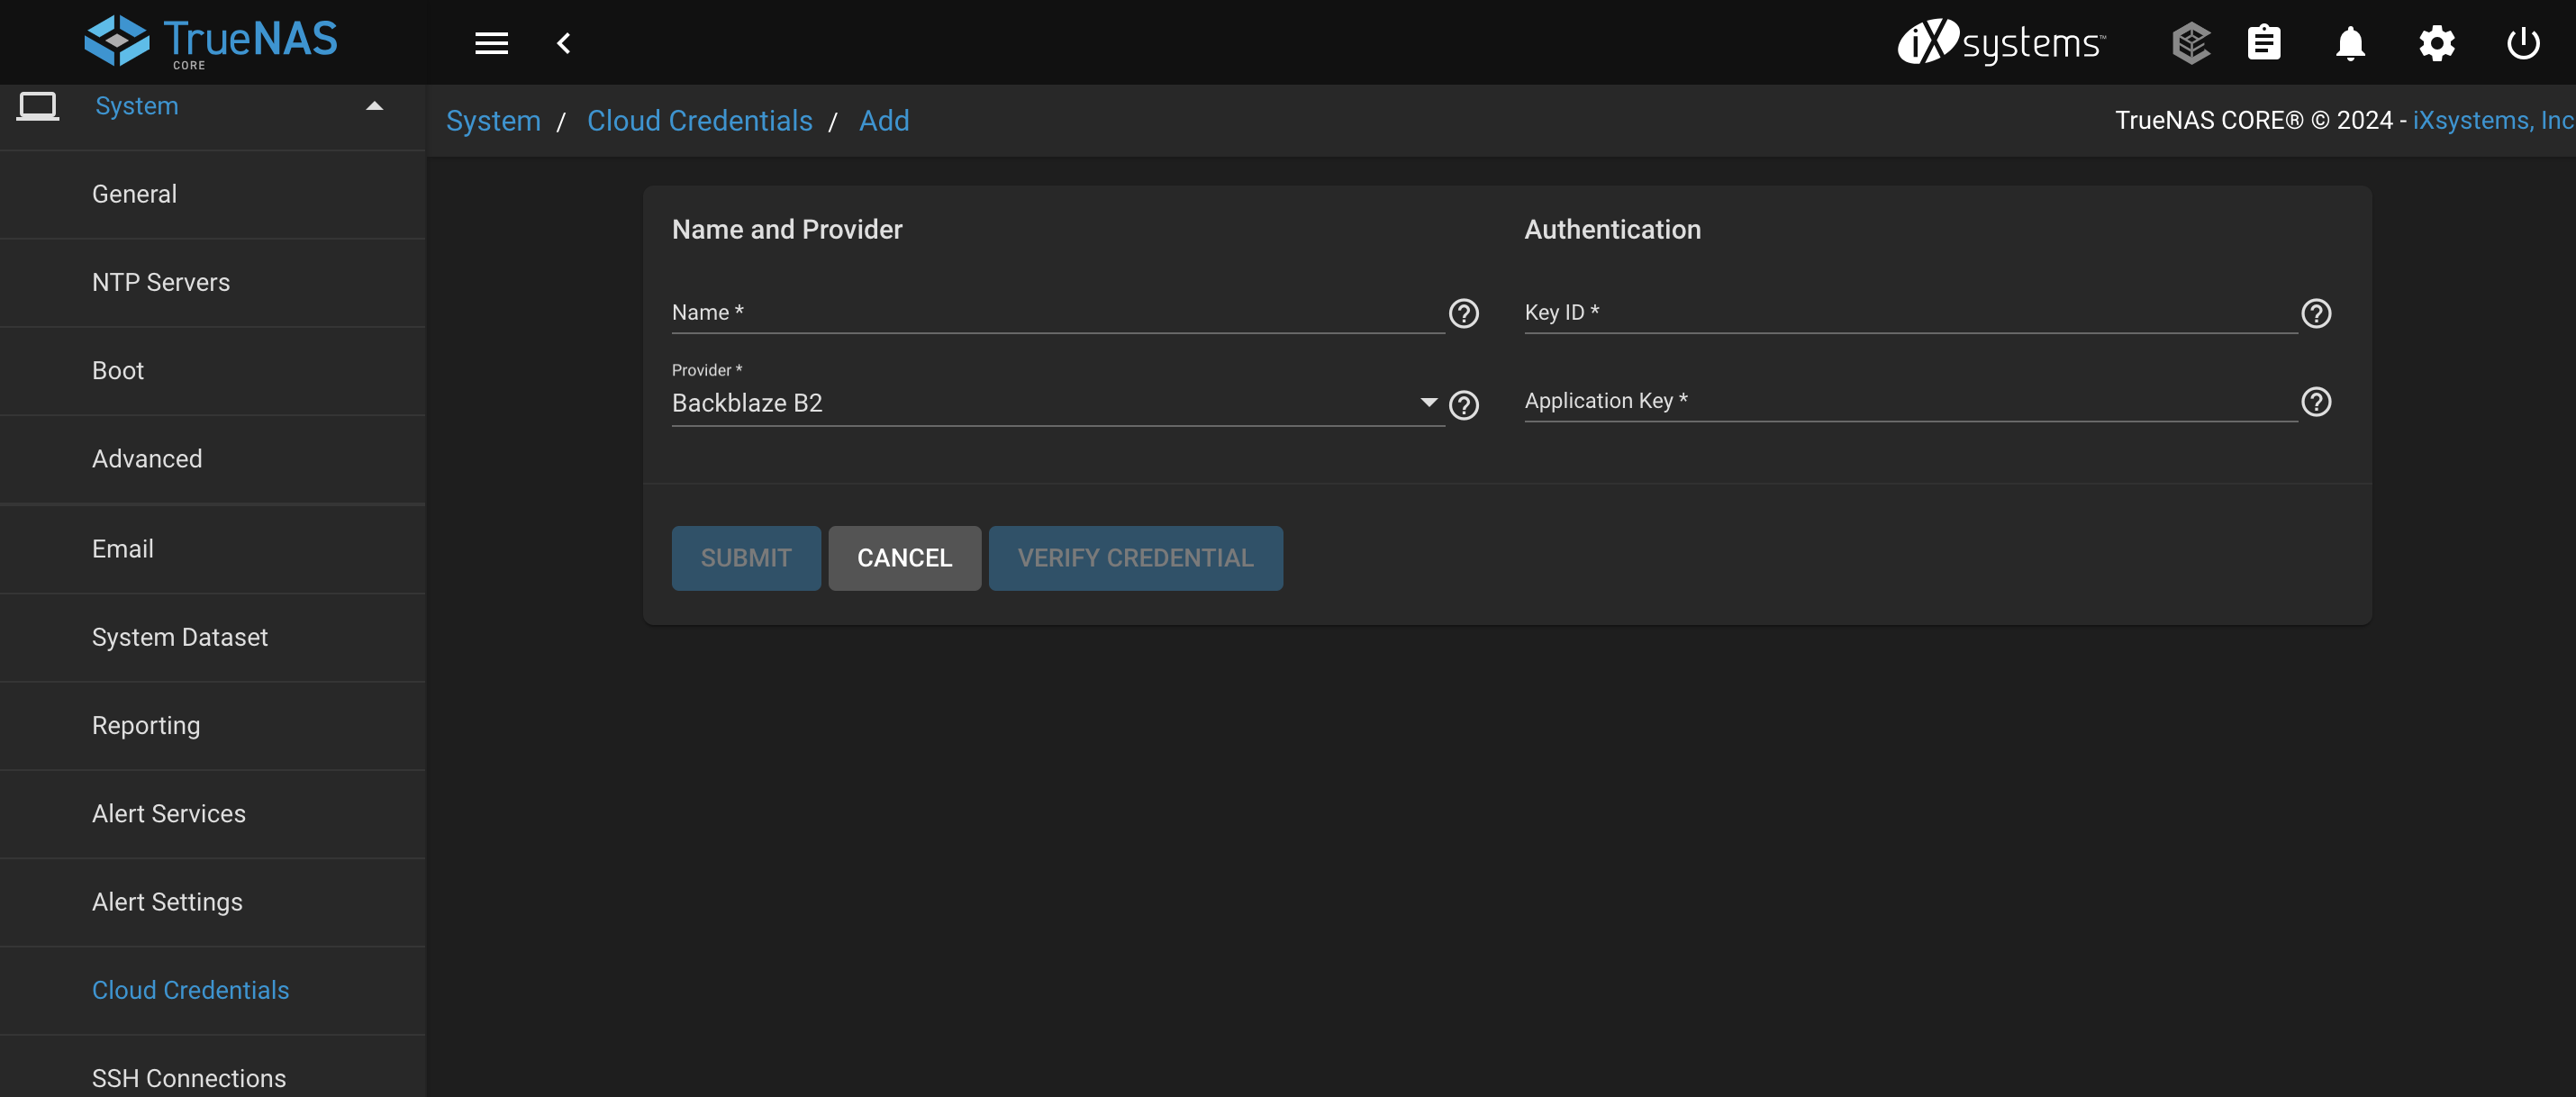 TrueNAS
CORE
iXsystems™
System
System / Cloud Credentials / Add
TrueNAS CORE® © 2024 - iXsystems, Inc
General
NTP Servers
Boot
Advanced
Email
System Dataset
Reporting
Alert Services
Alert Settings
Cloud Credentials
SSH Connections
Name and Provider
Name *
Provider *
Backblaze B2
Authentication
Key ID *
Application Key *
SUBMIT
CANCEL
VERIFY CREDENTIAL